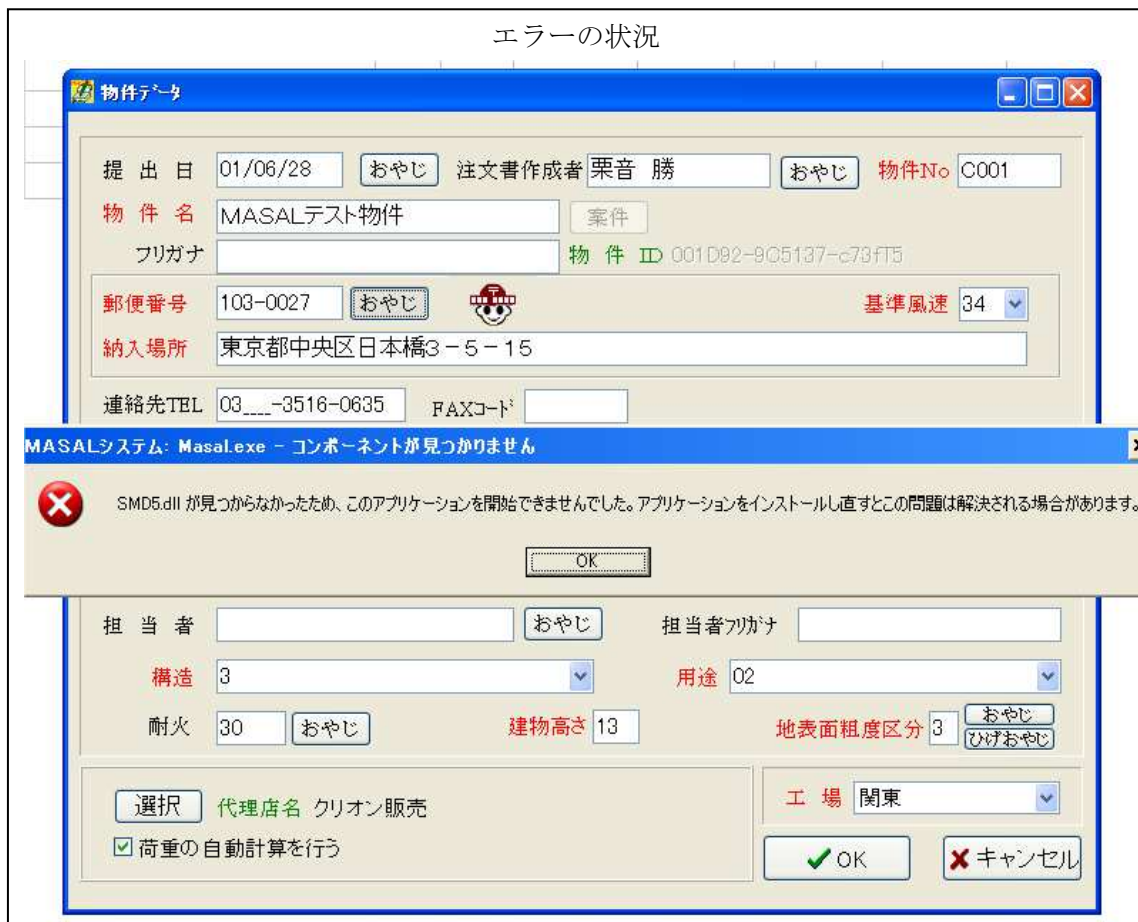 エラーの状況
物件ﾃﾞｰﾀ
提出日 01/06/28 おやじ 注文書作成者 栗音 勝 おやじ 物件No C001
物件名 MASALテスト物件 案件
フリガナ 物件 ID 001D92-9C5137-c73fT5
郵便番号 103-0027 おやじ 基準風速 34
納入場所 東京都中央区日本橋3-5-15
連絡先TEL 03____-3516-0635 FAXｺｰﾄﾞ
MASALシステム: Masal.exe - コンポーネントが見つかりません
SMD5.dll が見つからなかったため、このアプリケーションを開始できませんでした。アプリケーションをインストールし直すとこの問題は解決される場合があります。
OK
担当者 おやじ 担当者ﾌﾘｶﾞﾅ
構造 3 用途 02
耐火 30 おやじ 建物高さ 13 地表面粗度区分 3 おやじ
ひげおやじ
選択 代理店名 クリオン販売 工場 関東
荷重の自動計算を行う
OK キャンセル